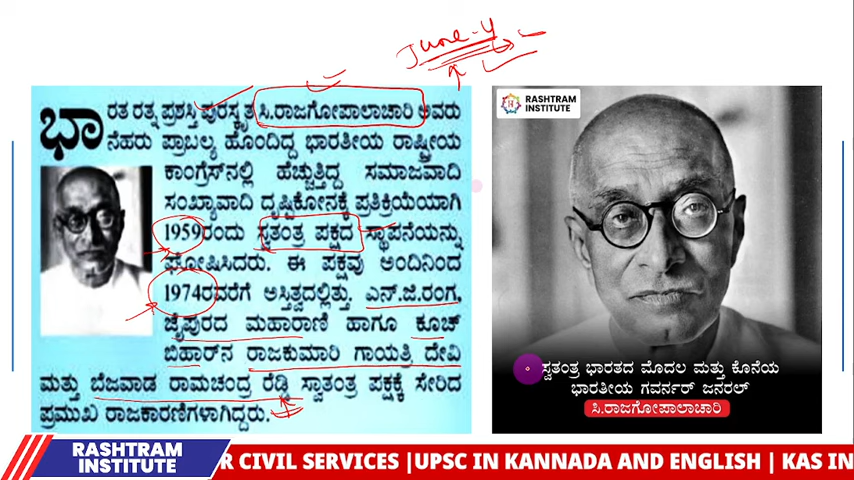 June-4
ಭಾರತ ರತ್ನ ಪ್ರಶಸ್ತಿ ಪುರಸ್ಕೃತ ಸಿ.ರಾಜಗೋಪಾಲಾಚಾರಿ ಅವರು
ನೆಹರು ಪ್ರಾಬಲ್ಯ ಹೊಂದಿದ್ದ ಭಾರತೀಯ ರಾಷ್ಟ್ರೀಯ
ಕಾಂಗ್ರೆಸ್‌ನಲ್ಲಿ ಹೆಚ್ಚುತ್ತಿದ್ದ ಸಮಾಜವಾದಿ
ಸಂಖ್ಯಾವಾದಿ ದೃಷ್ಟಿಕೋನಕ್ಕೆ ಪ್ರತಿಕ್ರಿಯೆಯಾಗಿ
1959ರಂದು ಸ್ವತಂತ್ರ ಪಕ್ಷದ ಸ್ಥಾಪನೆಯನ್ನು
ಘೋಷಿಸಿದರು. ಈ ಪಕ್ಷವು ಅಂದಿನಿಂದ
1974ರವರೆಗೆ ಅಸ್ತಿತ್ವದಲ್ಲಿತ್ತು. ಎನ್.ಜಿ.ರಂಗ,
ಜೈಪುರದ ಮಹಾರಾಣಿ ಹಾಗೂ ಕೂಚ್
ಬಿಹಾರ್‌ನ ರಾಜಕುಮಾರಿ ಗಾಯತ್ರಿ ದೇವಿ
ಮತ್ತು ಬೆಜವಾಡ ರಾಮಚಂದ್ರ ರೆಡ್ಡಿ ಸ್ವಾತಂತ್ರ ಪಕ್ಷಕ್ಕೆ ಸೇರಿದ
ಪ್ರಮುಖ ರಾಜಕಾರಣಿಗಳಾಗಿದ್ದರು.
RASHTRAM
INSTITUTE
ಸ್ವತಂತ್ರ ಭಾರತದ ಮೊದಲ ಮತ್ತು ಕೊನೆಯ
ಭಾರತೀಯ ಗವರ್ನರ್ ಜನರಲ್
ಸಿ.ರಾಜಗೋಪಾಲಾಚಾರಿ
RASHTRAM
INSTITUTE
R CIVIL SERVICES |UPSC IN KANNADA AND ENGLISH | KAS IN